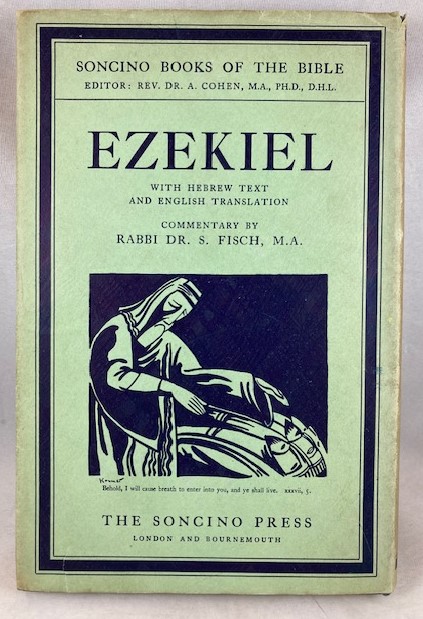 SONCINO BOOKS OF THE BIBLE
EDITOR: REV. DR. A. COHEN, M.A., PH.D., D.H.L.
EZEKIEL
WITH HEBREW TEXT
AND ENGLISH TRANSLATION
COMMENTARY BY
RABBI DR. S. FISCH, M.A.
Behold, I will cause breath to enter into you, and ye shall live. xxxvii, 5.
THE SONCINO PRESS
LONDON AND BOURNEMOUTH